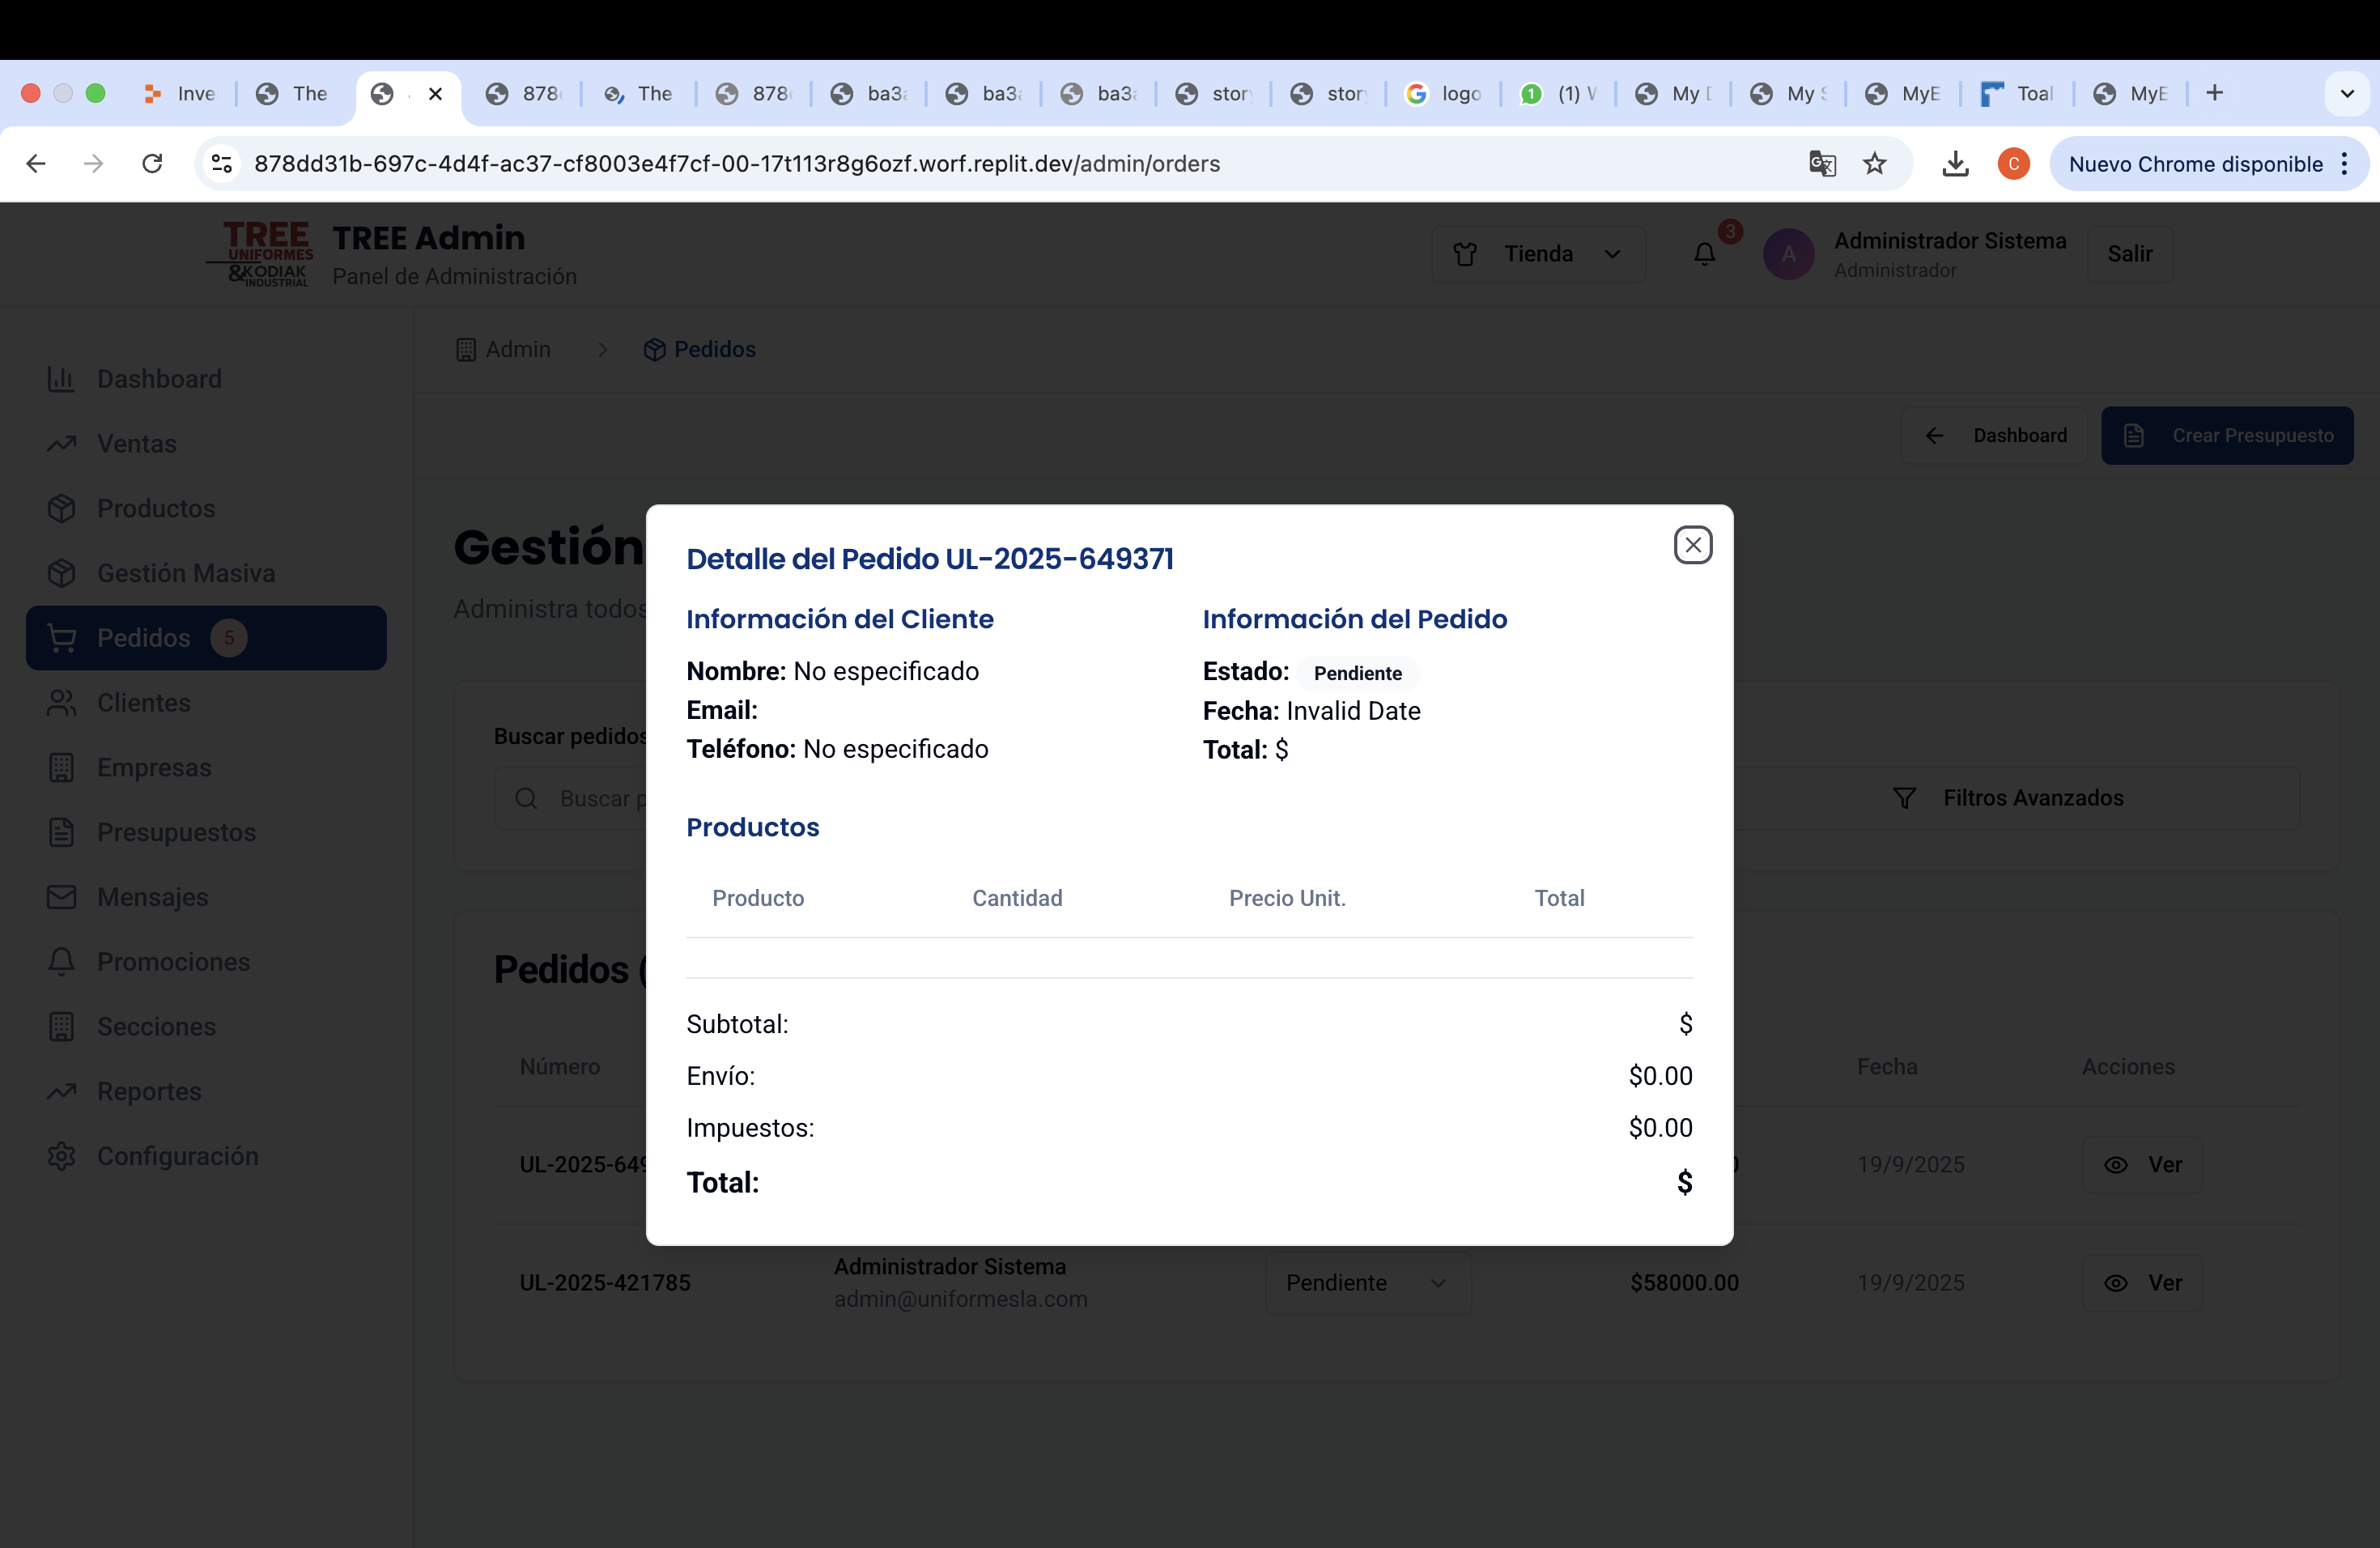 Inve
The
878
The
878
ba3
ba3
ba3
stor
stor
logo
(1)
My
My
MyE
Toal
MyE
878dd31b-697c-4d4f-ac37-cf8003e4f7cf-00-17t113r8g6ozf.worf.replit.dev/admin/orders
C
Nuevo Chrome disponible
TREE
UNIFORMES
&KODIAK
INDUSTRIAL
TREE Admin
Panel de Administración
Tienda
3
A
Administrador Sistema
Administrador
Salir
Admin
Pedidos
Dashboard
Ventas
Productos
Gestión Masiva
Pedidos 5
Clientes
Empresas
Presupuestos
Mensajes
Promociones
Secciones
Reportes
Configuración
Dashboard
Crear Presupuesto
Gestión
Administra todos
Buscar pedidos
Buscar p
Filtros Avanzados
Pedidos (
Número
Fecha
Acciones
UL-2025-649
19/9/2025
Ver
UL-2025-421785
Administrador Sistema
admin@uniformesla.com
Pendiente
$58000.00
19/9/2025
Ver
Detalle del Pedido UL-2025-649371
Información del Cliente
Nombre: No especificado
Email:
Teléfono: No especificado
Información del Pedido
Estado: Pendiente
Fecha: Invalid Date
Total: $
Productos
Producto Cantidad Precio Unit. Total
Subtotal: $
Envío: $0.00
Impuestos: $0.00
Total: $